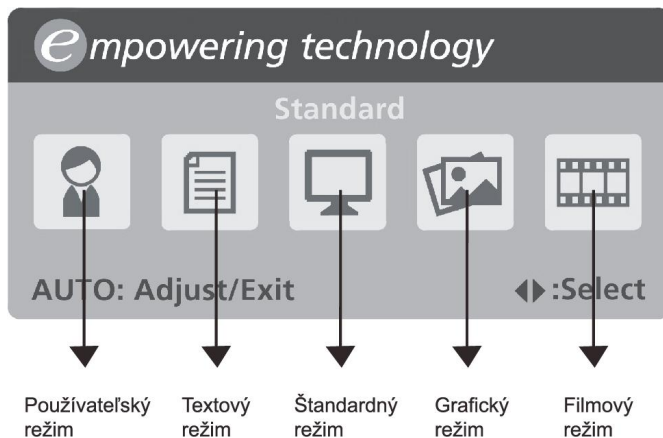 empowering technology
Standard
AUTO: Adjust/Exit
:Select
Používateľský režim
Textový režim
Štandardný režim
Grafický režim
Filmový režim